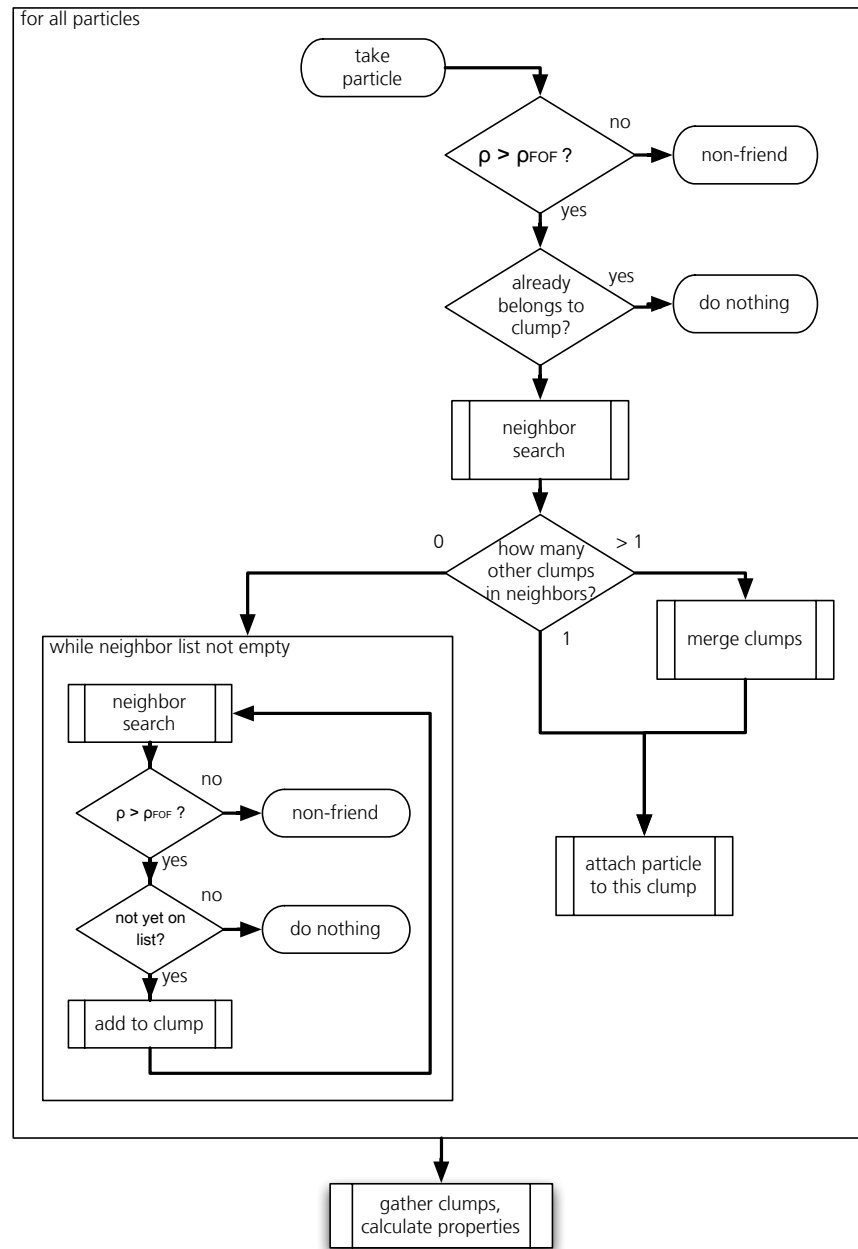 for all particles
take
particle
no
ρ > ρFOF ?
non-friend
yes
already
belongs to
clump?
yes
do nothing
neighbor
search
0
how many
other clumps
in neighbors?
> 1
1
merge clumps
while neighbor list not empty
neighbor
search
no
ρ > ρFOF ?
non-friend
yes
no
not yet on
list?
do nothing
yes
add to clump
attach particle
to this clump
gather clumps,
calculate properties